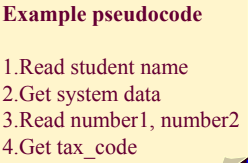 Example pseudocode
1.Read student name
2.Get system data
3.Read number1, number2
4.Get tax_code